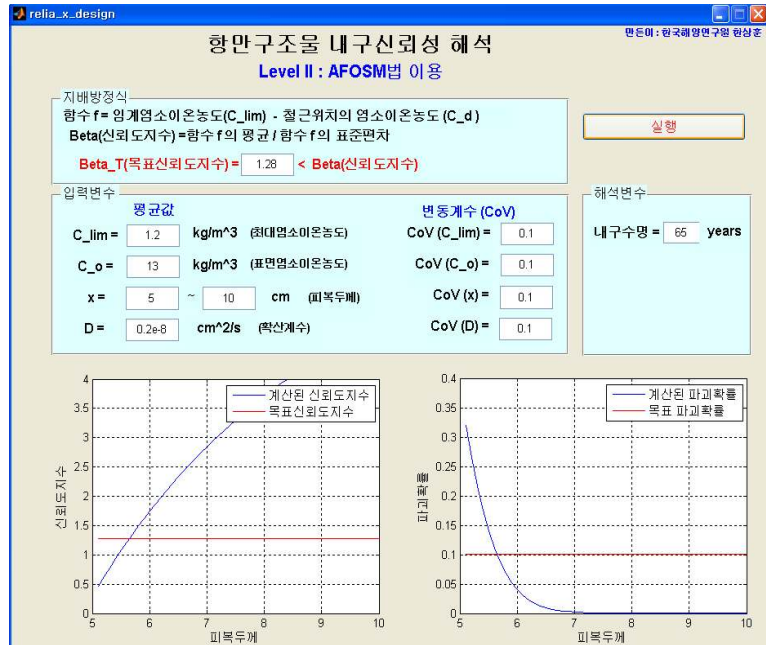 relia_x_design
항만구조물 내구신뢰성 해석
만든이 : 한국해양연구원 한상훈
Level II : AFOSM법 이용
지배방정식
함수 f = 임계염소이온농도(C_lim) - 철근위치의 염소이온농도 (C_d )
Beta(신뢰도지수) =함수 f 의 평균 / 함수 f 의 표준편차
Beta_T(목표신뢰도지수) = 1.28 < Beta(신뢰도지수)
실행
입력변수
평균값
변동계수 (CoV)
C_lim = 1.2 kg/m^3 (최대염소이온농도) CoV (C_lim) = 0.1
C_o = 13 kg/m^3 (표면염소이온농도) CoV (C_o) = 0.1
x = 5 ~ 10 cm (피복두께) CoV (x) = 0.1
D = 0.2e-8 cm^2/s (확산계수) CoV (D) = 0.1
해석변수
내구수명 = 65 years
계산된 신뢰도지수
목표신뢰도지수
신뢰도지수
4
3.5
3
2.5
2
1.5
1
0.5
0
5 6 7 8 9 10
피복두께
계산된 파괴확률
목표 파괴확률
파괴확률
0.4
0.35
0.3
0.25
0.2
0.15
0.1
0.05
0
5 6 7 8 9 10
피복두께